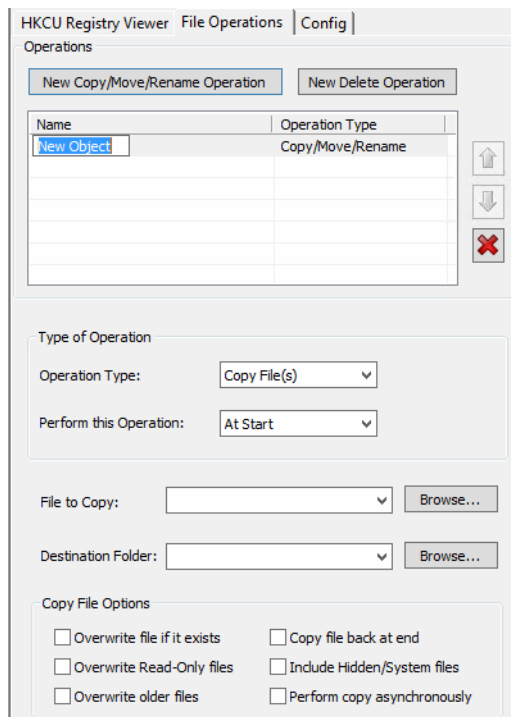 HKCU Registry Viewer File Operations Config
Operations
New Copy/Move/Rename Operation New Delete Operation
Name Operation Type
New Object Copy/Move/Rename
Type of Operation
Operation Type: Copy File(s)
Perform this Operation: At Start
File to Copy: Browse...
Destination Folder: Browse...
Copy File Options
Overwrite file if it exists Copy file back at end
Overwrite Read-Only files Include Hidden/System files
Overwrite older files Perform copy asynchronously